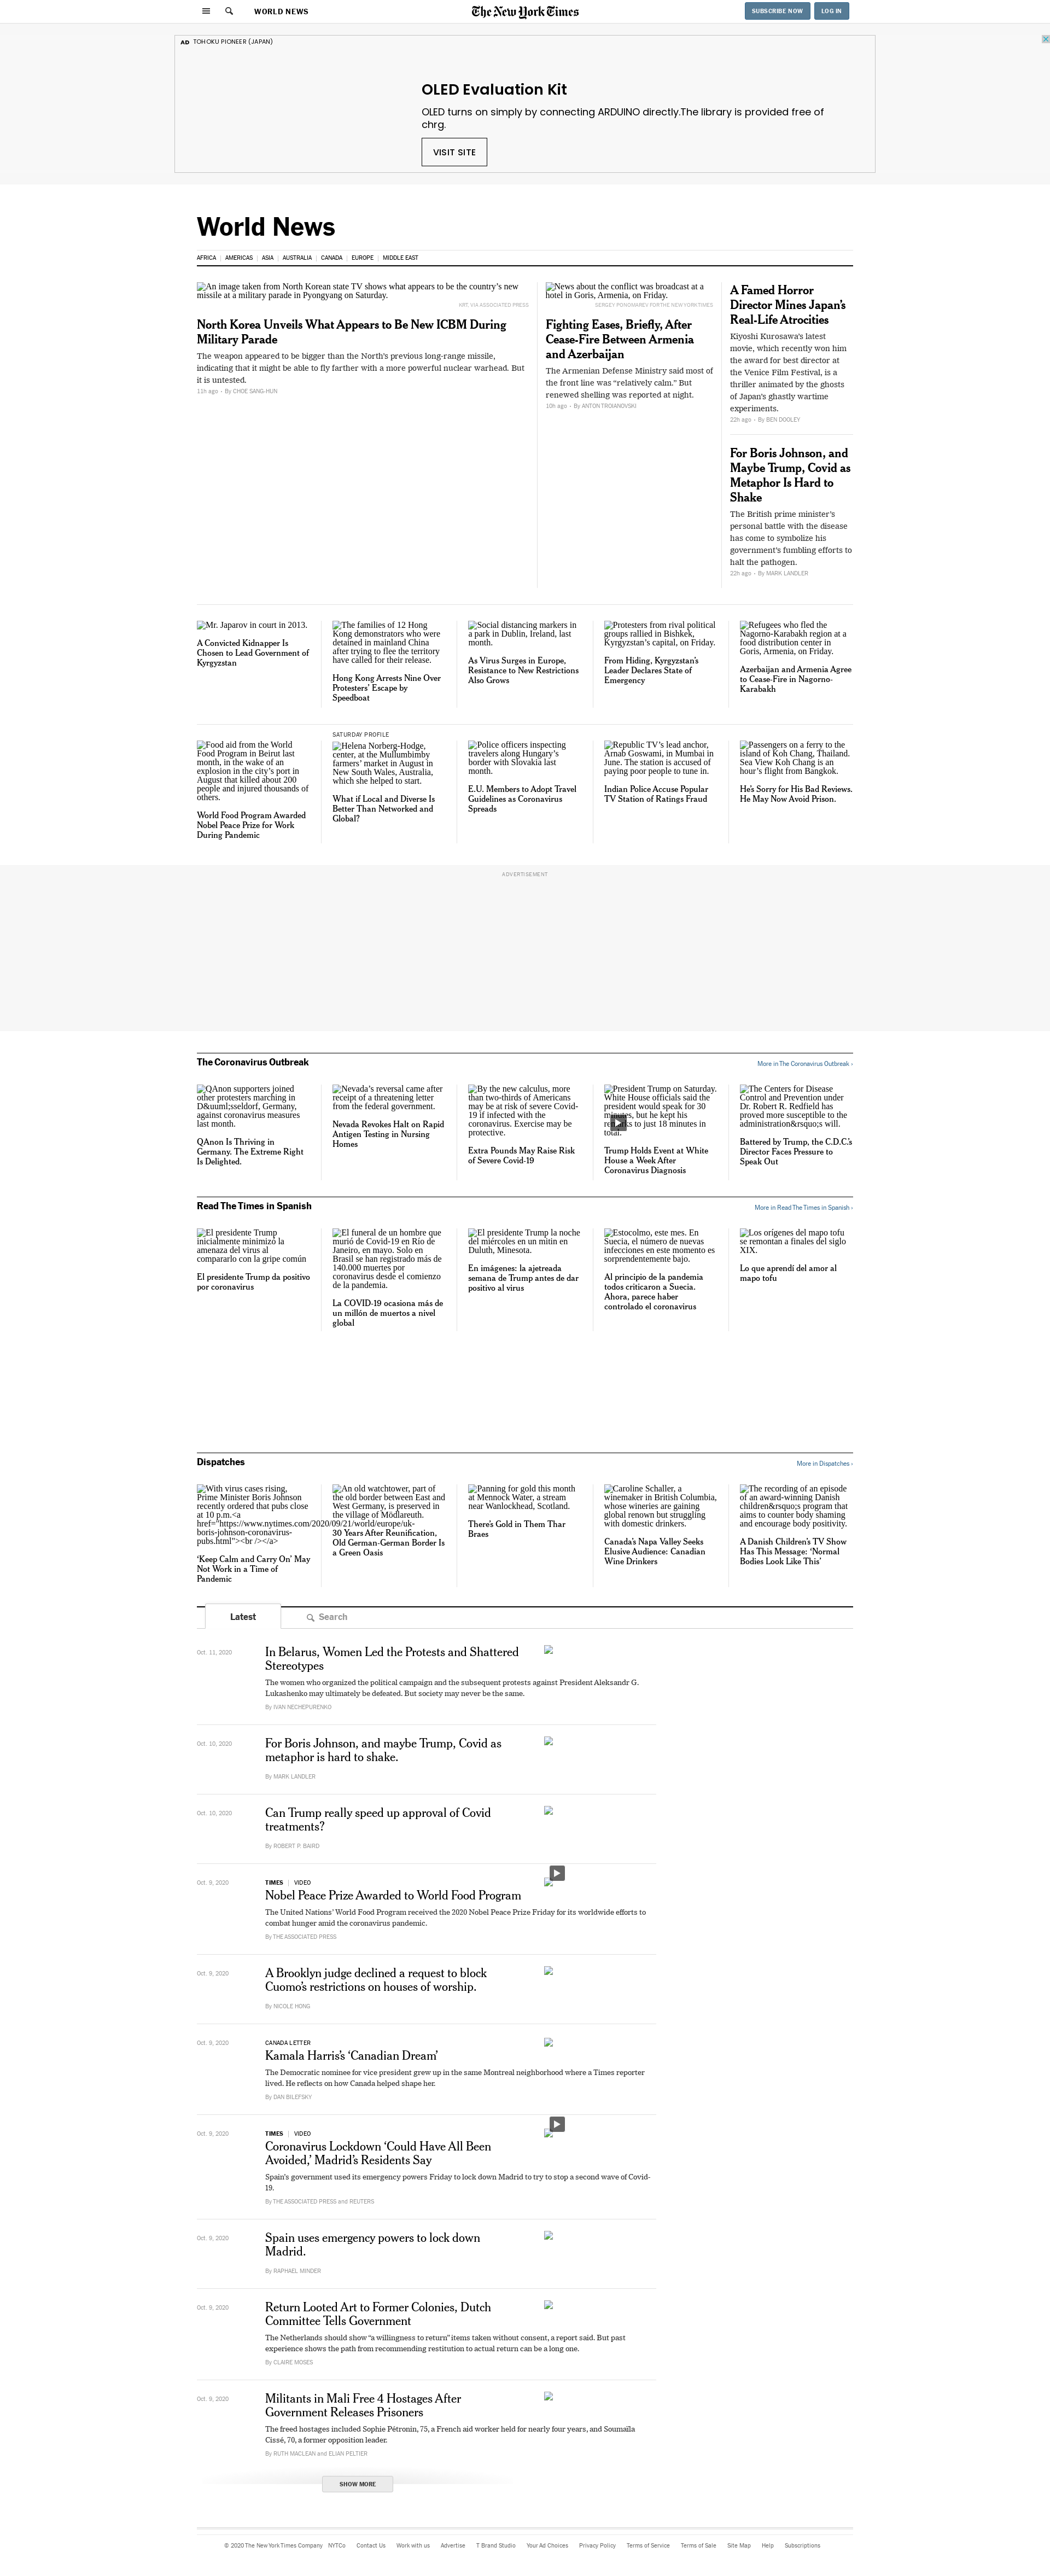 WORLD NEWS
The New York Times
SUBSCRIBE NOW
LOG IN
AD TOHOKU PIONEER (JAPAN)
OLED Evaluation Kit
OLED turns on simply by connecting ARDUINO directly.The library is provided free of
chrg.
VISIT SITE
World News
AFRICA
AMERICAS
ASIA
AUSTRALIA
CANADA
EUROPE
MIDDLE EAST
An image taken from North Korean state TV shows what appears to be the country’s new
missile at a military parade in Pyongyang on Saturday.
KRT, VIA ASSOCIATED PRESS
North Korea Unveils What Appears to Be New ICBM During
Military Parade
The weapon appeared to be bigger than the North’s previous long-range missile,
indicating that it might be able to fly farther with a more powerful nuclear warhead. But
it is untested.
11h ago • By CHOE SANG-HUN
News about the conflict was broadcast at a
hotel in Goris, Armenia, on Friday.
SERGEY PONOMAREV FOR THE NEW YORK TIMES
Fighting Eases, Briefly, After
Cease-Fire Between Armenia
and Azerbaijan
The Armenian Defense Ministry said most of
the front line was “relatively calm.” But
renewed shelling was reported at night.
10h ago • By ANTON TROIANOVSKI
A Famed Horror
Director Mines Japan’s
Real-Life Atrocities
Kiyoshi Kurosawa’s latest
movie, which recently won him
the award for best director at
the Venice Film Festival, is a
thriller animated by the ghosts
of Japan’s ghastly wartime
experiments.
22h ago • By BEN DOOLEY
For Boris Johnson, and
Maybe Trump, Covid as
Metaphor Is Hard to
Shake
The British prime minister’s
personal battle with the disease
has come to symbolize his
government’s fumbling efforts to
halt the pathogen.
22h ago • By MARK LANDLER
Mr. Japarov in court in 2013.
A Convicted Kidnapper Is
Chosen to Lead Government of
Kyrgyzstan
The families of 12 Hong
Kong demonstrators who were
detained in mainland China
after trying to flee the territory
have called for their release.
Hong Kong Arrests Nine Over
Protesters’ Escape by
Speedboat
Social distancing markers in
a park in Dublin, Ireland, last
month.
As Virus Surges in Europe,
Resistance to New Restrictions
Also Grows
Protesters from rival political
groups rallied in Bishkek,
Kyrgyzstan’s capital, on Friday.
From Hiding, Kyrgyzstan’s
Leader Declares State of
Emergency
Refugees who fled the
Nagorno-Karabakh region at a
food distribution center in
Goris, Armenia, on Friday.
Azerbaijan and Armenia Agree
to Cease-Fire in Nagorno-
Karabakh
Food aid from the World
Food Program in Beirut last
month, in the wake of an
explosion in the city’s port in
August that killed about 200
people and injured thousands of
others.
World Food Program Awarded
Nobel Peace Prize for Work
During Pandemic
SATURDAY PROFILE
Helena Norberg-Hodge,
center, at the Mullumbimby
farmers’ market in August in
New South Wales, Australia,
which she helped to start.
What if Local and Diverse Is
Better Than Networked and
Global?
Police officers inspecting
travelers along Hungary’s
border with Slovakia last
month.
E.U. Members to Adopt Travel
Guidelines as Coronavirus
Spreads
Republic TV’s lead anchor,
Arnab Goswami, in Mumbai in
June. The station is accused of
paying poor people to tune in.
Indian Police Accuse Popular
TV Station of Ratings Fraud
Passengers on a ferry to the
island of Koh Chang, Thailand.
Sea View Koh Chang is an
hour’s flight from Bangkok.
He’s Sorry for His Bad Reviews.
He May Now Avoid Prison.
ADVERTISEMENT
The Coronavirus Outbreak
More in The Coronavirus Outbreak ›
QAnon supporters joined
other protesters marching in
D&uuml;sseldorf, Germany,
against coronavirus measures
last month.
QAnon Is Thriving in
Germany. The Extreme Right
Is Delighted.
Nevada’s reversal came after
receipt of a threatening letter
from the federal government.
Nevada Revokes Halt on Rapid
Antigen Testing in Nursing
Homes
By the new calculus, more
than two-thirds of Americans
may be at risk of severe Covid-
19 if infected with the
coronavirus. Exercise may be
protective.
Extra Pounds May Raise Risk
of Severe Covid-19
President Trump on Saturday.
White House officials said the
president would speak for 30
minutes, but he kept his
remarks to just 18 minutes in
total.
Trump Holds Event at White
House a Week After
Coronavirus Diagnosis
The Centers for Disease
Control and Prevention under
Dr. Robert R. Redfield has
proved more susceptible to the
administration&rsquo;s will.
Battered by Trump, the C.D.C.’s
Director Faces Pressure to
Speak Out
Read The Times in Spanish
More in Read The Times in Spanish ›
El presidente Trump
inicialmente minimizó la
amenaza del virus al
compararlo con la gripe común
El presidente Trump da positivo
por coronavirus
El funeral de un hombre que
murió de Covid-19 en Río de
Janeiro, en mayo. Solo en
Brasil se han registrado más de
140.000 muertes por
coronavirus desde el comienzo
de la pandemia.
La COVID-19 ocasiona más de
un millón de muertos a nivel
global
El presidente Trump la noche
del miércoles en un mitin en
Duluth, Minesota.
En imágenes: la ajetreada
semana de Trump antes de dar
positivo al virus
Estocolmo, este mes. En
Suecia, el número de nuevas
infecciones en este momento es
sorprendentemente bajo.
Al principio de la pandemia
todos criticaron a Suecia.
Ahora, parece haber
controlado el coronavirus
Los orígenes del mapo tofu
se remontan a finales del siglo
XIX.
Lo que aprendí del amor al
mapo tofu
Dispatches
More in Dispatches ›
With virus cases rising,
Prime Minister Boris Johnson
recently ordered that pubs close
at 10 p.m.<a
href="https://www.nytimes.com/2020/09/21/world/europe/uk-
boris-johnson-coronavirus-
pubs.html"><br /></a>
‘Keep Calm and Carry On’ May
Not Work in a Time of
Pandemic
An old watchtower, part of
the old border between East and
West Germany, is preserved in
the village of Mödlareuth.
30 Years After Reunification,
Old German-German Border Is
a Green Oasis
Panning for gold this month
at Mennock Water, a stream
near Wanlockhead, Scotland.
There’s Gold in Them Thar
Braes
Caroline Schaller, a
winemaker in British Columbia,
whose wineries are gaining
global renown but struggling
with domestic drinkers.
Canada’s Napa Valley Seeks
Elusive Audience: Canadian
Wine Drinkers
The recording of an episode
of an award-winning Danish
children&rsquo;s program that
aims to counter body shaming
and encourage body positivity.
A Danish Children’s TV Show
Has This Message: ‘Normal
Bodies Look Like This’
Latest
Search
Oct. 11, 2020
In Belarus, Women Led the Protests and Shattered
Stereotypes
The women who organized the political campaign and the subsequent protests against President Aleksandr G.
Lukashenko may ultimately be defeated. But society may never be the same.
By IVAN NECHEPURENKO
Oct. 10, 2020
For Boris Johnson, and maybe Trump, Covid as
metaphor is hard to shake.
By MARK LANDLER
Oct. 10, 2020
Can Trump really speed up approval of Covid
treatments?
By ROBERT P. BAIRD
Oct. 9, 2020
TIMES | VIDEO
Nobel Peace Prize Awarded to World Food Program
The United Nations’ World Food Program received the 2020 Nobel Peace Prize Friday for its worldwide efforts to
combat hunger amid the coronavirus pandemic.
By THE ASSOCIATED PRESS
Oct. 9, 2020
A Brooklyn judge declined a request to block
Cuomo’s restrictions on houses of worship.
By NICOLE HONG
Oct. 9, 2020
CANADA LETTER
Kamala Harris’s ‘Canadian Dream’
The Democratic nominee for vice president grew up in the same Montreal neighborhood where a Times reporter
lived. He reflects on how Canada helped shape her.
By DAN BILEFSKY
Oct. 9, 2020
TIMES | VIDEO
Coronavirus Lockdown ‘Could Have All Been
Avoided,’ Madrid’s Residents Say
Spain’s government used its emergency powers Friday to lock down Madrid to try to stop a second wave of Covid-
19.
By THE ASSOCIATED PRESS and REUTERS
Oct. 9, 2020
Spain uses emergency powers to lock down
Madrid.
By RAPHAEL MINDER
Oct. 9, 2020
Return Looted Art to Former Colonies, Dutch
Committee Tells Government
The Netherlands should show “a willingness to return” items taken without consent, a report said. But past
experience shows the path from recommending restitution to actual return can be a long one.
By CLAIRE MOSES
Oct. 9, 2020
Militants in Mali Free 4 Hostages After
Government Releases Prisoners
The freed hostages included Sophie Pétronin, 75, a French aid worker held for nearly four years, and Soumaïla
Cissé, 70, a former opposition leader.
By RUTH MACLEAN and ELIAN PELTIER
SHOW MORE
© 2020 The New York Times Company
NYTCo
Contact Us
Work with us
Advertise
T Brand Studio
Your Ad Choices
Privacy Policy
Terms of Service
Terms of Sale
Site Map
Help
Subscriptions